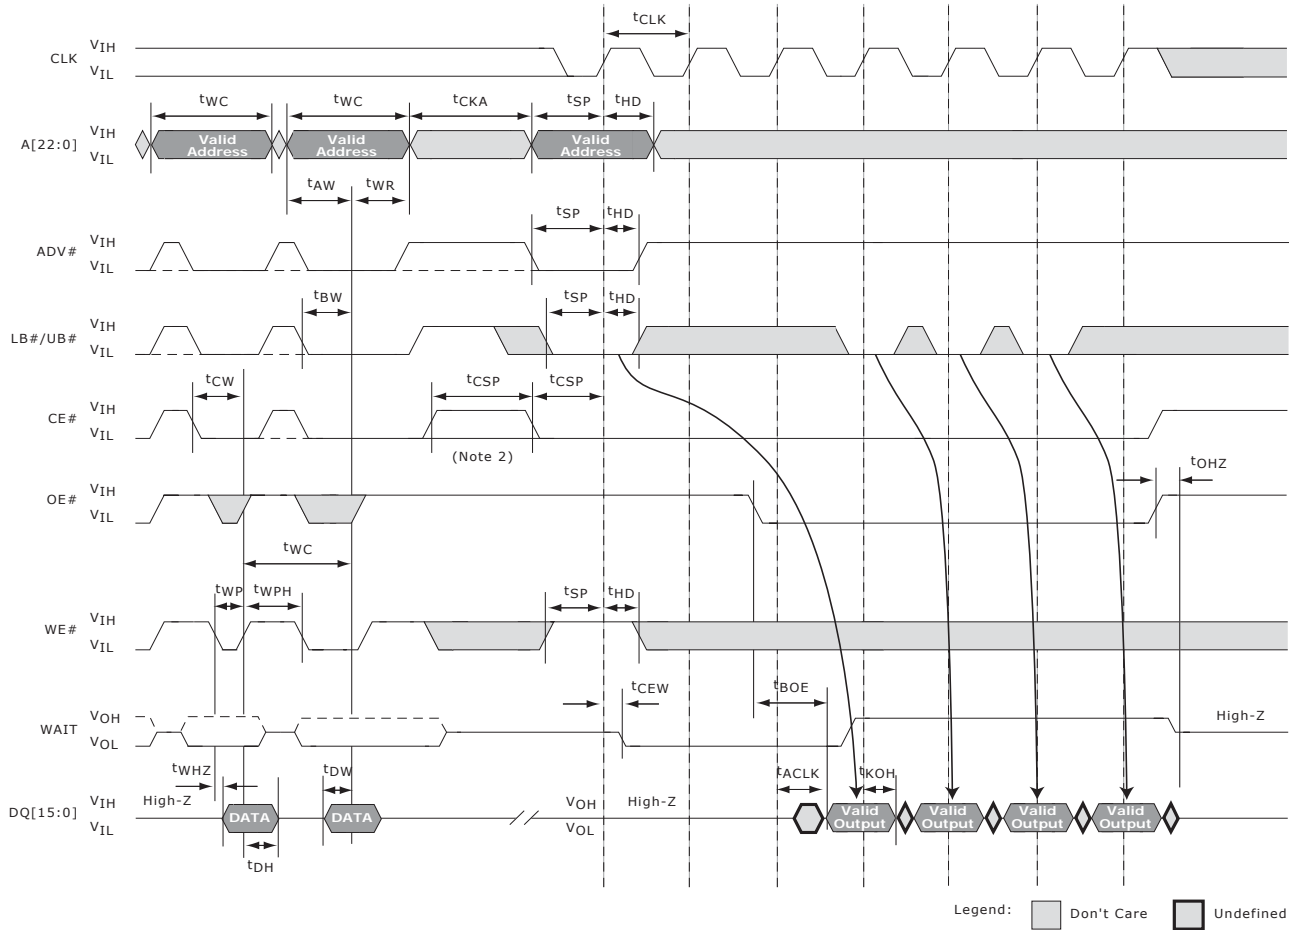 tCLK
CLK
VIH
VIL
tWC
tWC
tCKA
tSP
tHD
A[22:0]
VIH
VIL
Valid
Address
Valid
Address
Valid
Address
tAW
tWR
tSP
tHD
ADV#
VIH
VIL
tBW
tSP
tHD
LB#/UB#
VIH
VIL
tCW
tCSP
tCSP
CE#
VIH
VIL
(Note 2)
tOHZ
OE#
VIH
VIL
tWC
tWP
tWPH
tSP
tHD
WE#
VIH
VIL
tCEW
tBOE
WAIT
VOH
VOL
High-Z
tWHZ
tDW
tACLK
tKOH
DQ[15:0]
VIH
VIL
High-Z
DATA
DATA
VOH
VOL
High-Z
Valid
Output
Valid
Output
Valid
Output
Valid
Output
tDH
Legend:
Don't Care
Undefined